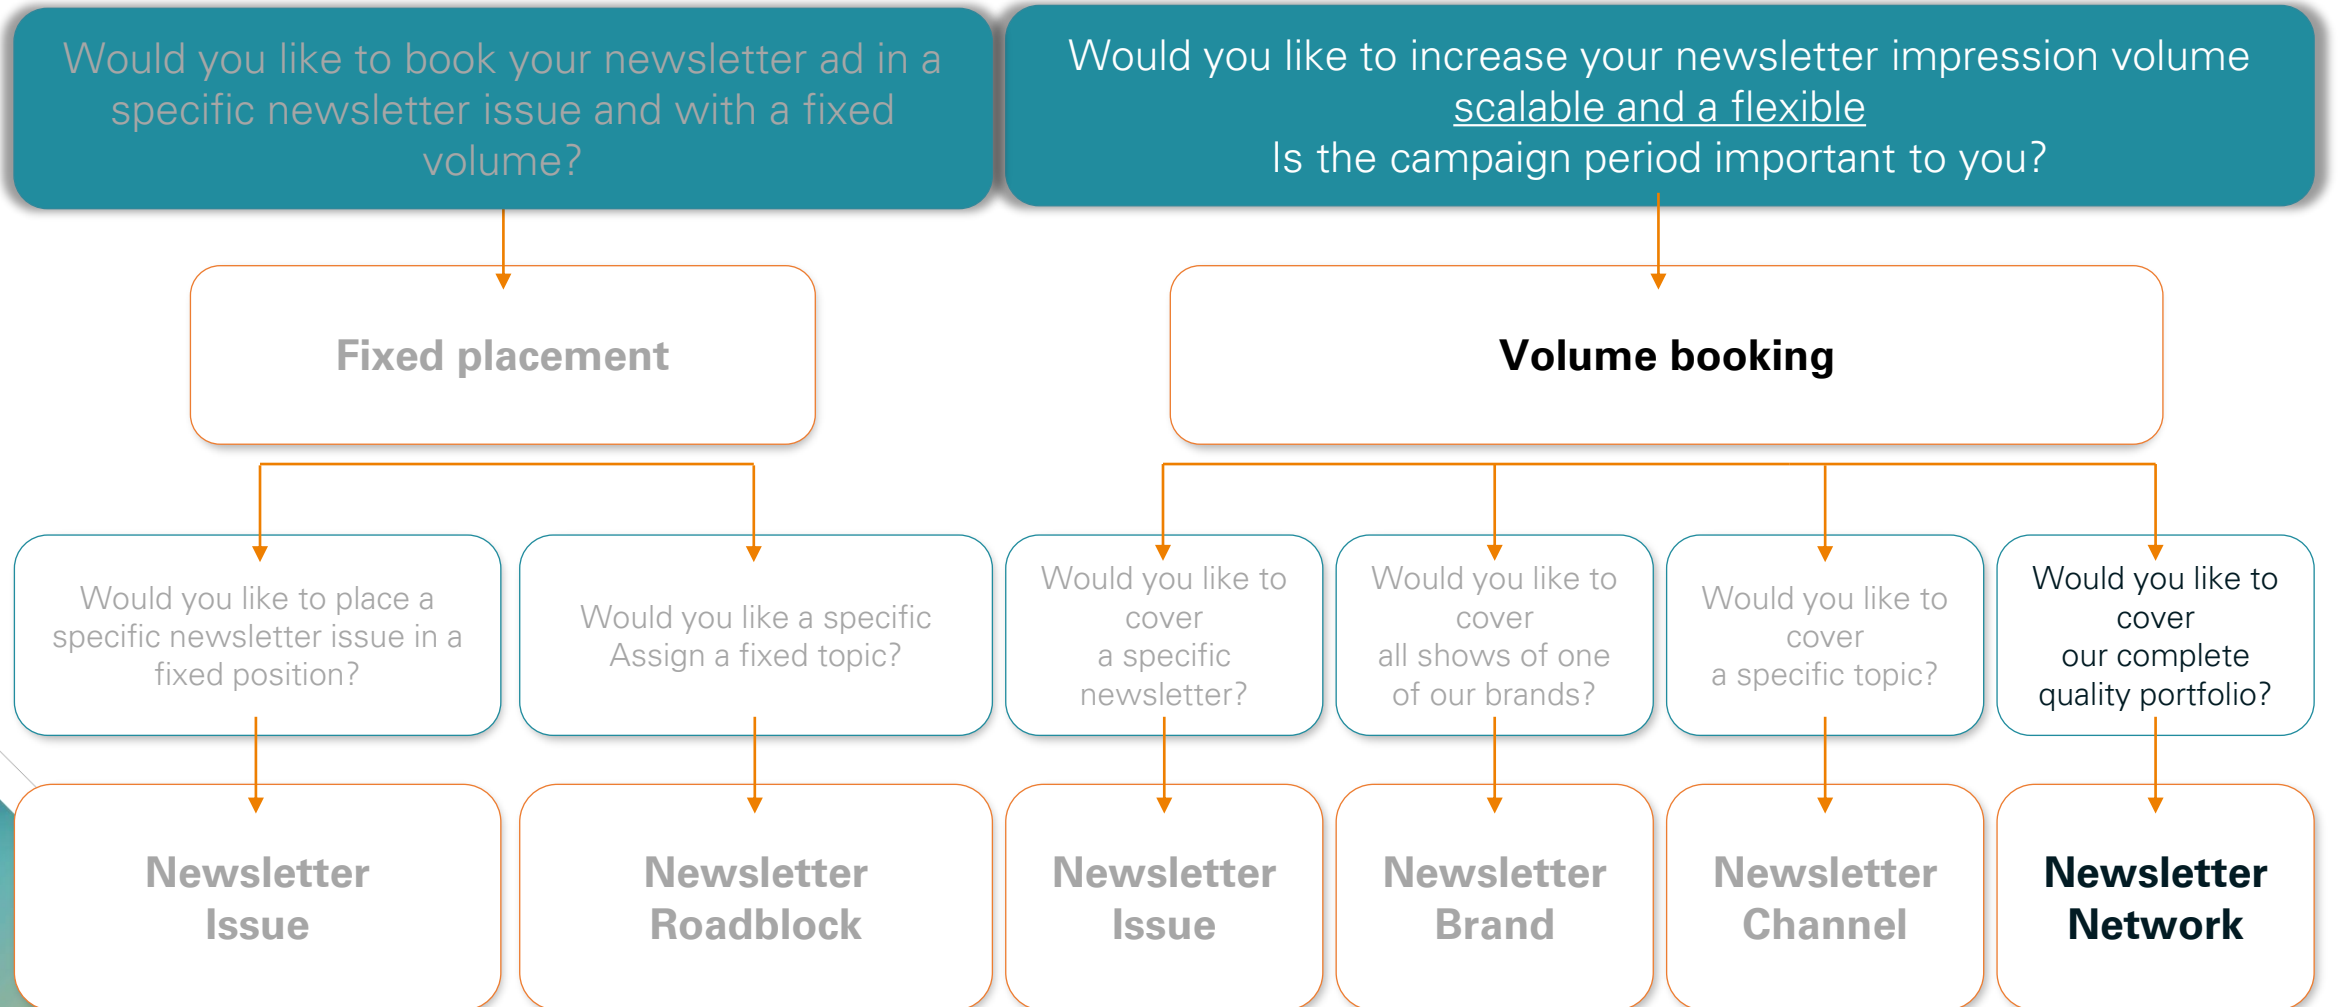 Would you like to book your newsletter ad in a
specific newsletter issue and with a fixed
volume?
Would you like to increase your newsletter impression volume
scalable and a flexible
Is the campaign period important to you?
Fixed placement
Volume booking
Would you like to place a
specific newsletter issue in a
fixed position?
Would you like a specific
Assign a fixed topic?
Would you like to
cover
a specific
newsletter?
Would you like to
cover
all shows of one
of our brands?
Would you like to
cover
a specific topic?
Would you like to
cover
our complete
quality portfolio?
Newsletter
Issue
Newsletter
Roadblock
Newsletter
Issue
Newsletter
Brand
Newsletter
Channel
Newsletter
Network